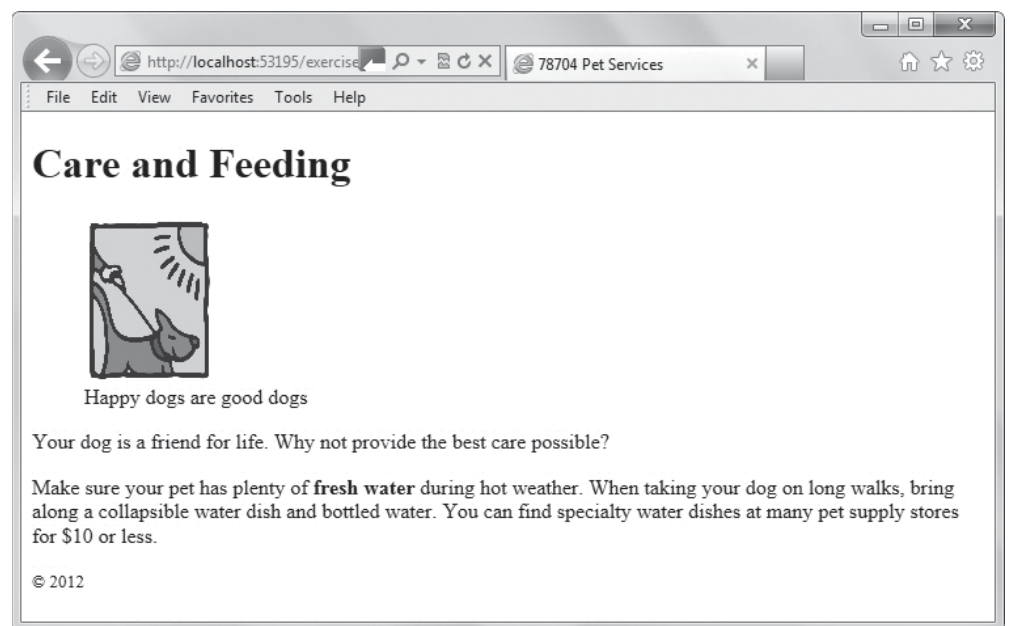 http://localhost:53195/exercise
78704 Pet Services
File Edit View Favorites Tools Help
Care and Feeding
Happy dogs are good dogs
Your dog is a friend for life. Why not provide the best care possible?
Make sure your pet has plenty of fresh water during hot weather. When taking your dog on long walks, bring
along a collapsible water dish and bottled water. You can find specialty water dishes at many pet supply stores
for $10 or less.
© 2012